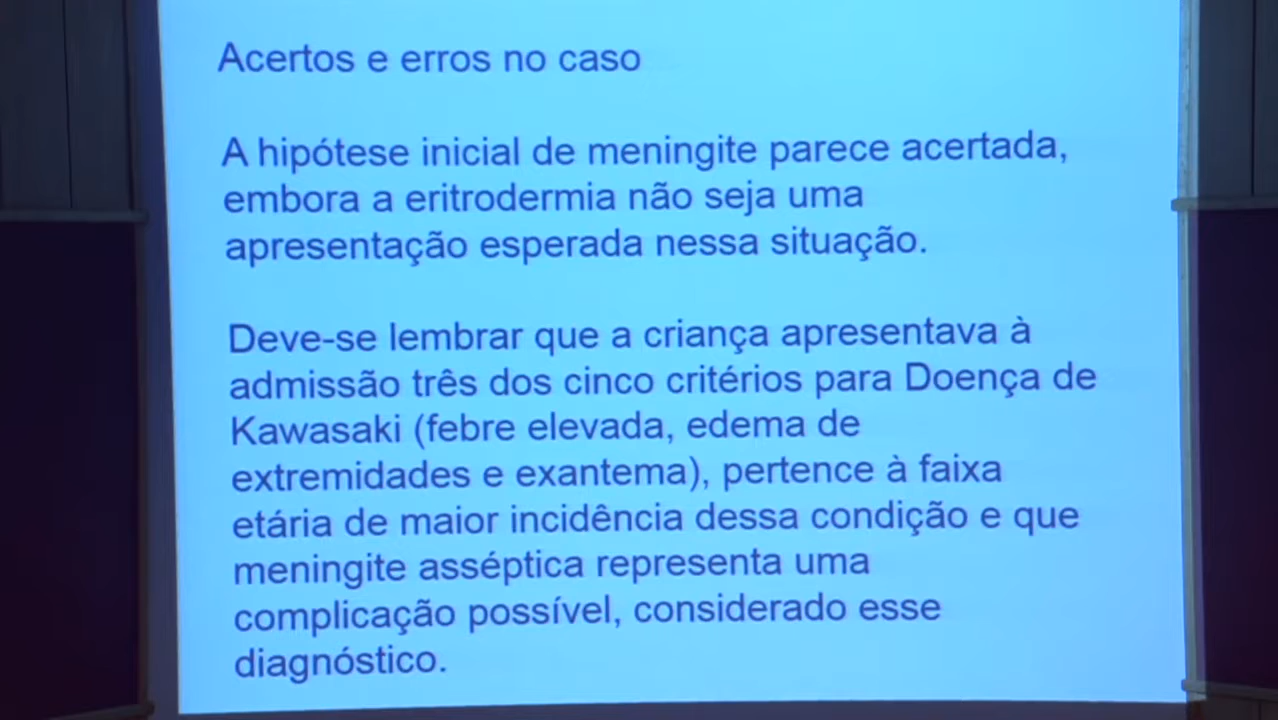 Acertos e erros no caso
A hipótese inicial de meningite parece acertada,
embora a eritrodermia não seja uma
apresentação esperada nessa situação.
Deve-se lembrar que a criança apresentava à
admissão três dos cinco critérios para Doença de
Kawasaki (febre elevada, edema de
extremidades e exantema), pertence à faixa
etária de maior incidência dessa condição e que
meningite asséptica representa uma
complicação possível, considerado esse
diagnóstico.